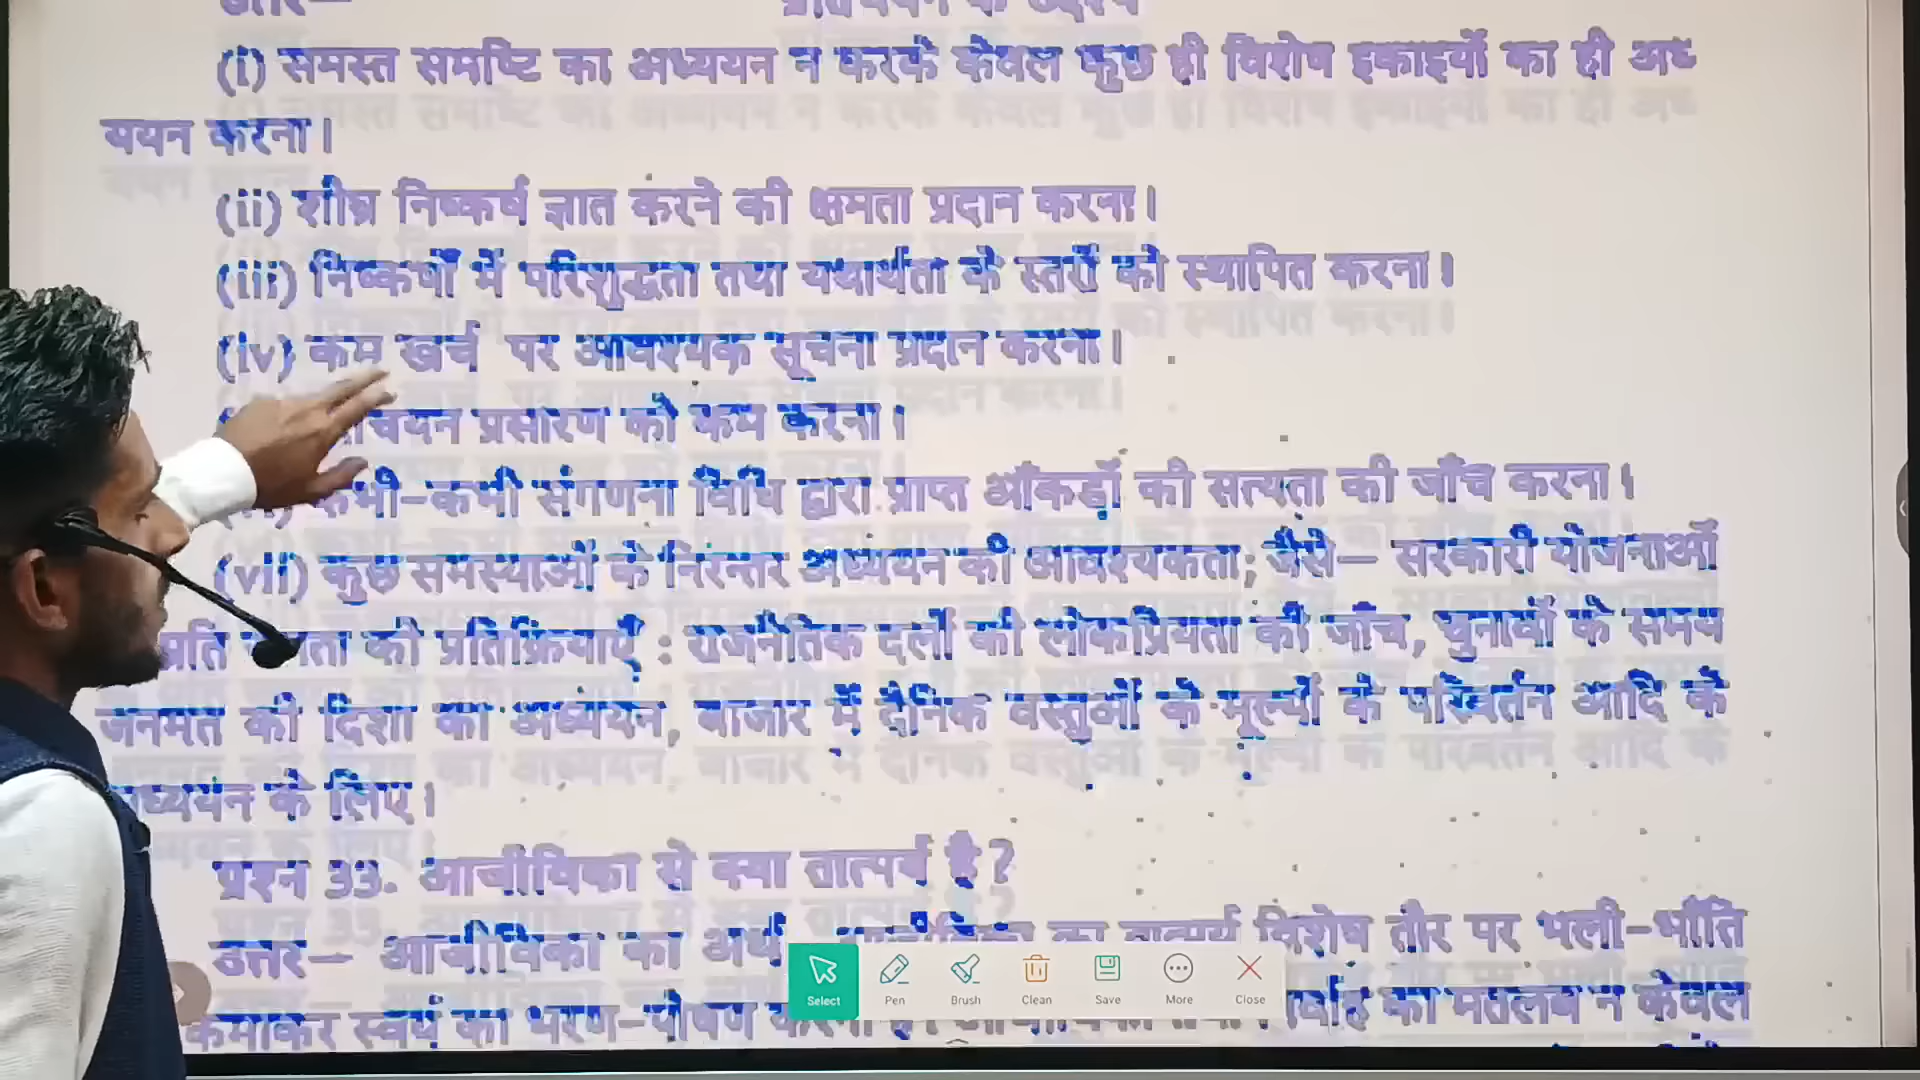 उत्तर— प्रतिचयन के उद्देश्य
(i) समस्त समष्टि का अध्ययन न करके केवल कुछ ही विशेष इकाइयों का ही अध
ययन करना।
(ii) शीघ्र निष्कर्ष ज्ञात करने की क्षमता प्रदान करना।
(iii) निष्कर्षों में परिशुद्धता तथा यथार्थता के स्तरों को स्थापित करना।
(iv) कम खर्च पर आवश्यक सूचना प्रदान करना।
प्रसारण को कम करना।
कभी-कभी संगणना विधि द्वारा प्राप्त आँकड़ों की सत्यता की जाँच करना।
(vii) कुछ समस्याओं के निरन्तर अध्ययन की आवश्यकता; जैसे— सरकारी योजनाओं
प्रति की प्रतिक्रियाएँ : राजनैतिक दलों की लोकप्रियता की जाँच, चुनावों के समय
जनमत की दिशा का अध्ययन, बाजार में दैनिक वस्तुओं के मूल्यों के परिवर्तन आदि के
के लिए।
प्रश्न 33. आजीविका से क्या तात्पर्य है?
उत्तर— आजीविका का अर्थ का तात्पर्य विशेष तौर पर भली-भाँति
कमाकर स्वयं का भरण-पोषण का मतलब न केवल
Select Pen Brush Clean Save More Close